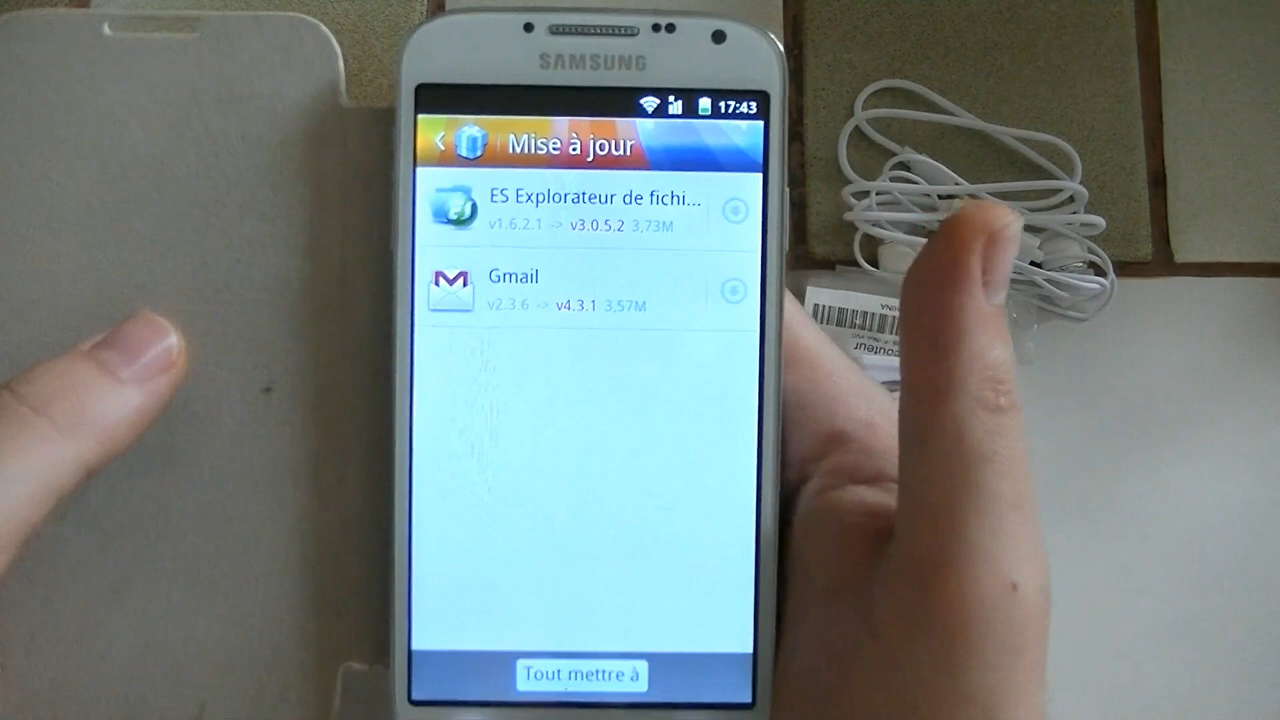 SAMSUNG
17:43
Mise à jour
ES Explorateur de fichi...
v1.6.2.1 -> v3.0.5.2 3,73M
Gmail
v2.3.6 -> v4.3.1 3,57M
Tout mettre à
couteur